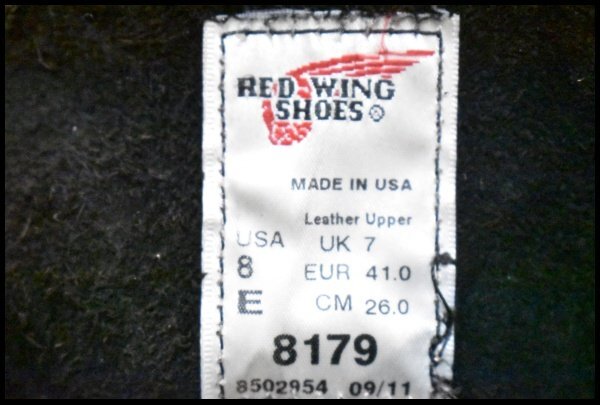 RED WING
SHOES®
MADE IN USA
Leather Upper
USA UK 7
8 EUR 41.0
E CM 26.0
8179
8502954 09/11